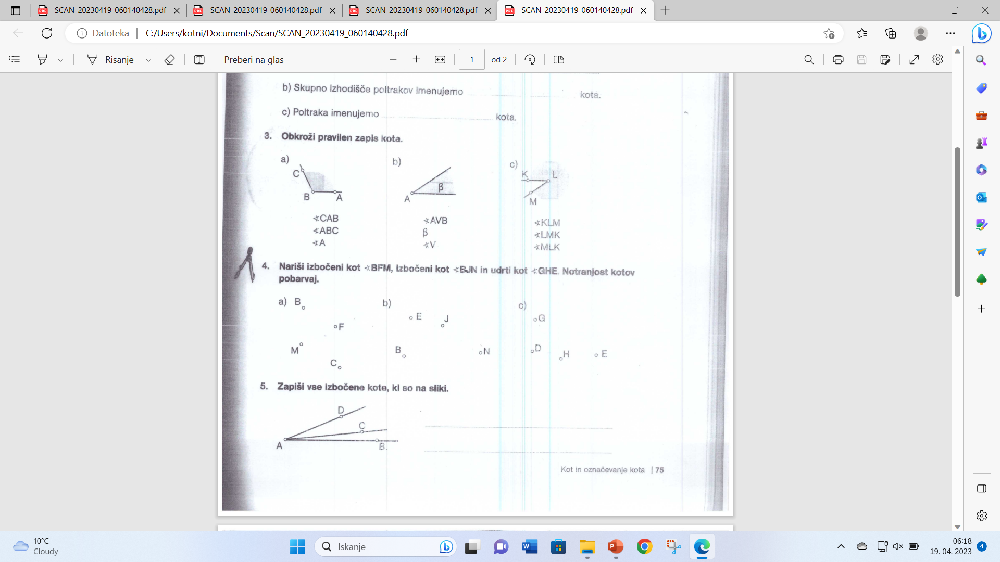 SCAN_20230419_060140428.pdf
SCAN_20230419_060140428.pdf
SCAN_20230419_060140428.pdf
SCAN_20230419_060140428.pdf
Datoteka | C:/Users/kotni/Documents/Scan/SCAN_20230419_060140428.pdf
Risanje
Preberi na glas
1 od 2
b) Skupno izhodišče poltrakov imenujemo kota.
c) Poltraka imenujemo kota.
3. Obkroži pravilen zapis kota.
a) b) c)
C B A
A β
K L M
∢CAB
∢ABC
∢A
∢AVB
β
∢V
∢KLM
∢LMK
∢MLK
4. Nariši izbočeni kot ∢BFM, izbočeni kot ∢BJN in udrti kot ∢GHE. Notranjost kotov
pobarvaj.
a) B F M C
b) E J B N
c) G D H E
5. Zapiši vse izbočene kote, ki so na sliki.
D
C
A B
Kot in označevanje kota | 75
10°C
Cloudy
Iskanje
06:18
19. 04. 2023
4